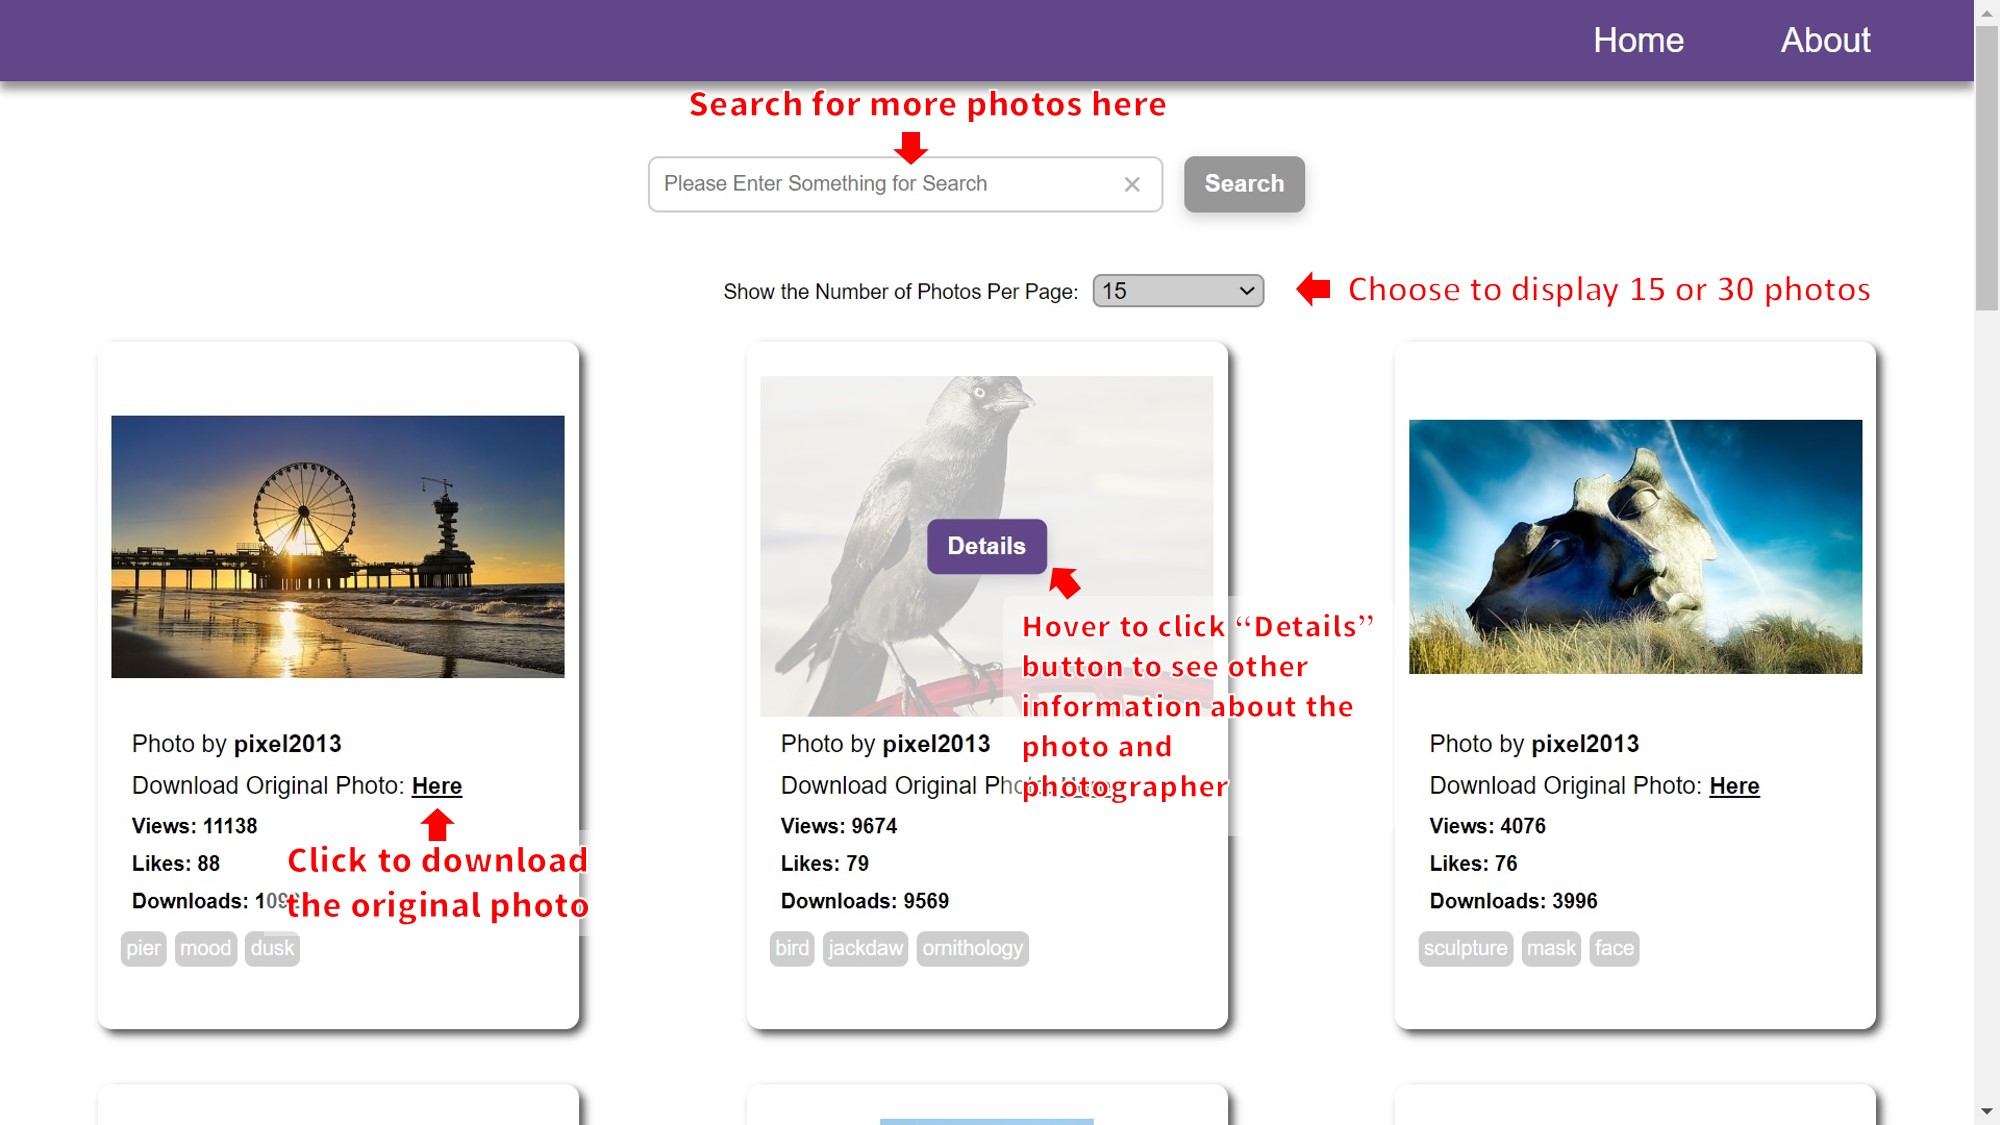 Home About
Search for more photos here
Please Enter Something for Search
Search
Show the Number of Photos Per Page: 15
Choose to display 15 or 30 photos
Details
Hover to click “Details”
button to see other
information about the
photo and
photographer
Photo by pixel2013
Download Original Photo: Here
Views: 11138
Likes: 88
Downloads:
Click to download
the original photo
pier mood dusk
Photo by pixel2013
Download Original
Views: 9674
Likes: 79
Downloads: 9569
bird jackdaw ornithology
Photo by pixel2013
Download Original Photo: Here
Views: 4076
Likes: 76
Downloads: 3996
sculpture mask face